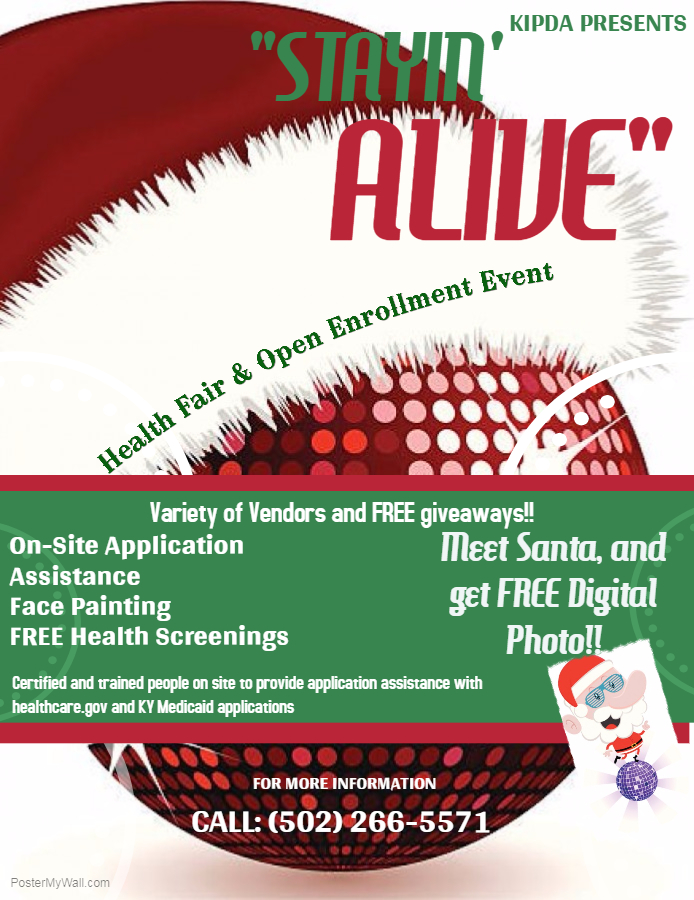 KIPDA PRESENTS
"STAYIN'
ALIVE"
Health Fair & Open Enrollment Event
Variety of Vendors and FREE giveaways!!
On-Site Application
Assistance
Face Painting
FREE Health Screenings
Meet Santa, and
get FREE Digital
Photo!!
Certified and trained people on site to provide application assistance with
healthcare.gov and KY Medicaid applications
FOR MORE INFORMATION
CALL: (502) 266-5571
PosterMyWall.com